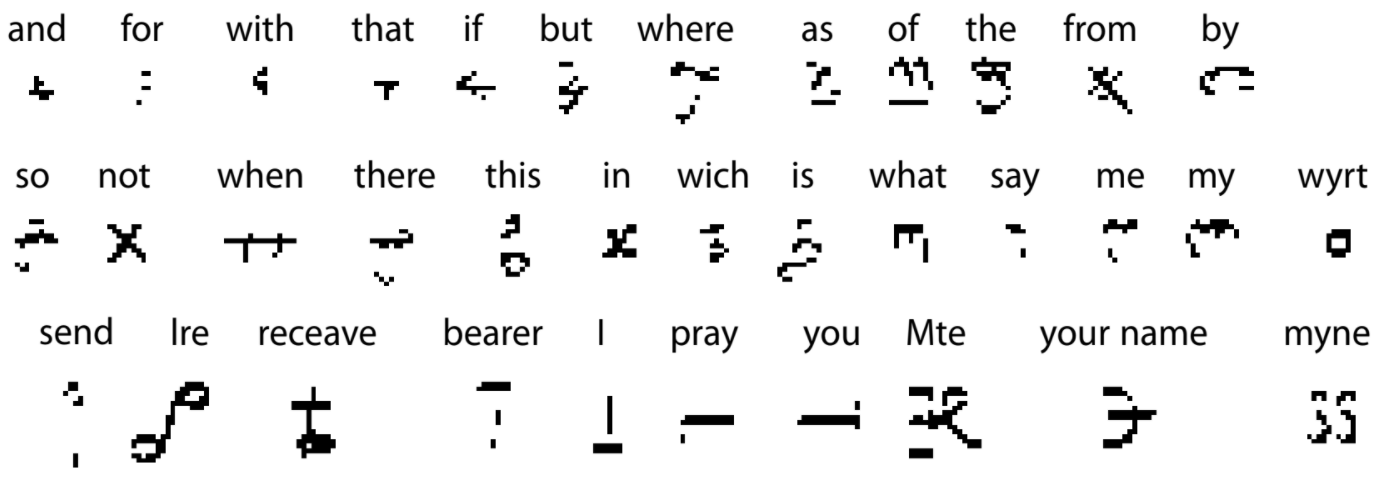 and for with that if but where as of the from by
so not when there this in wich is what say me my wyrt
send lre receave bearer I pray you Mte your name myne